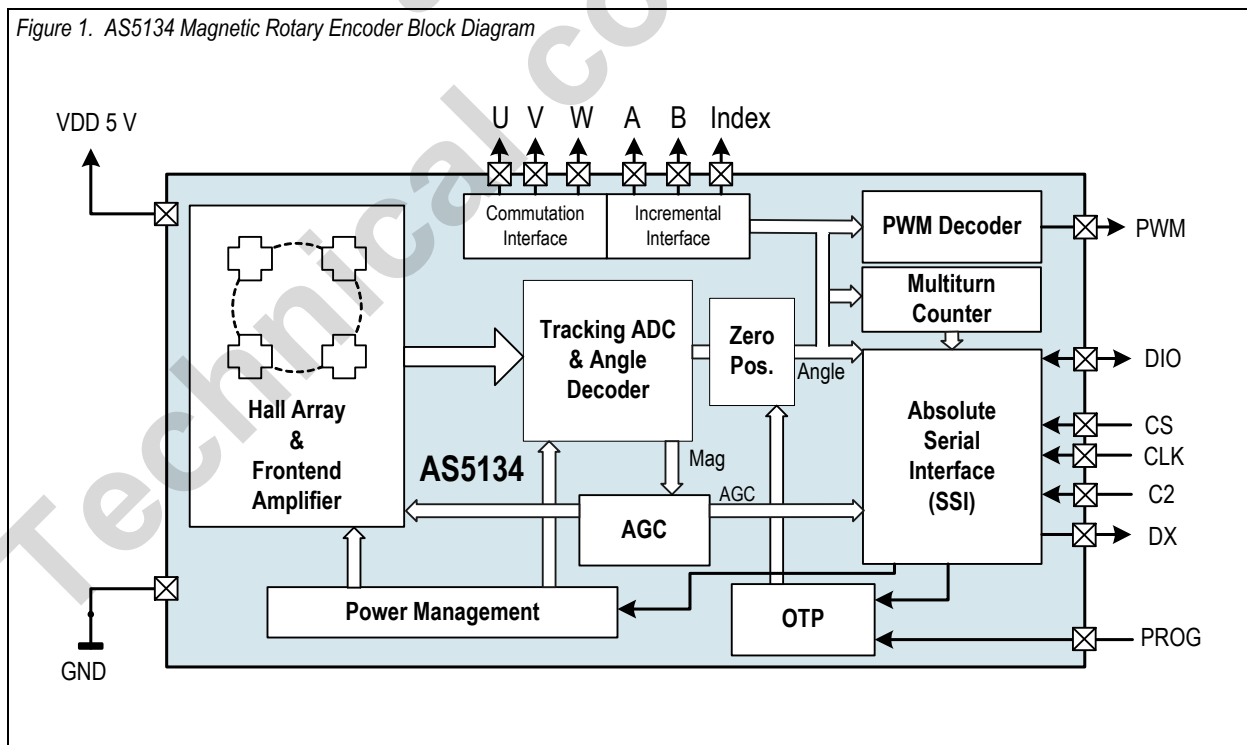 Figure 1. AS5134 Magnetic Rotary Encoder Block Diagram
VDD 5 V
U V W A B Index
Commutation
Interface
Incremental
Interface
PWM Decoder
PWM
Multiturn
Counter
Hall Array
&
Frontend
Amplifier
Tracking ADC
& Angle
Decoder
Zero
Pos.
Angle
Absolute
Serial
Interface
(SSI)
DIO
CS
CLK
C2
DX
AS5134
Mag
AGC
AGC
Power Management
OTP
PROG
GND
Technical co